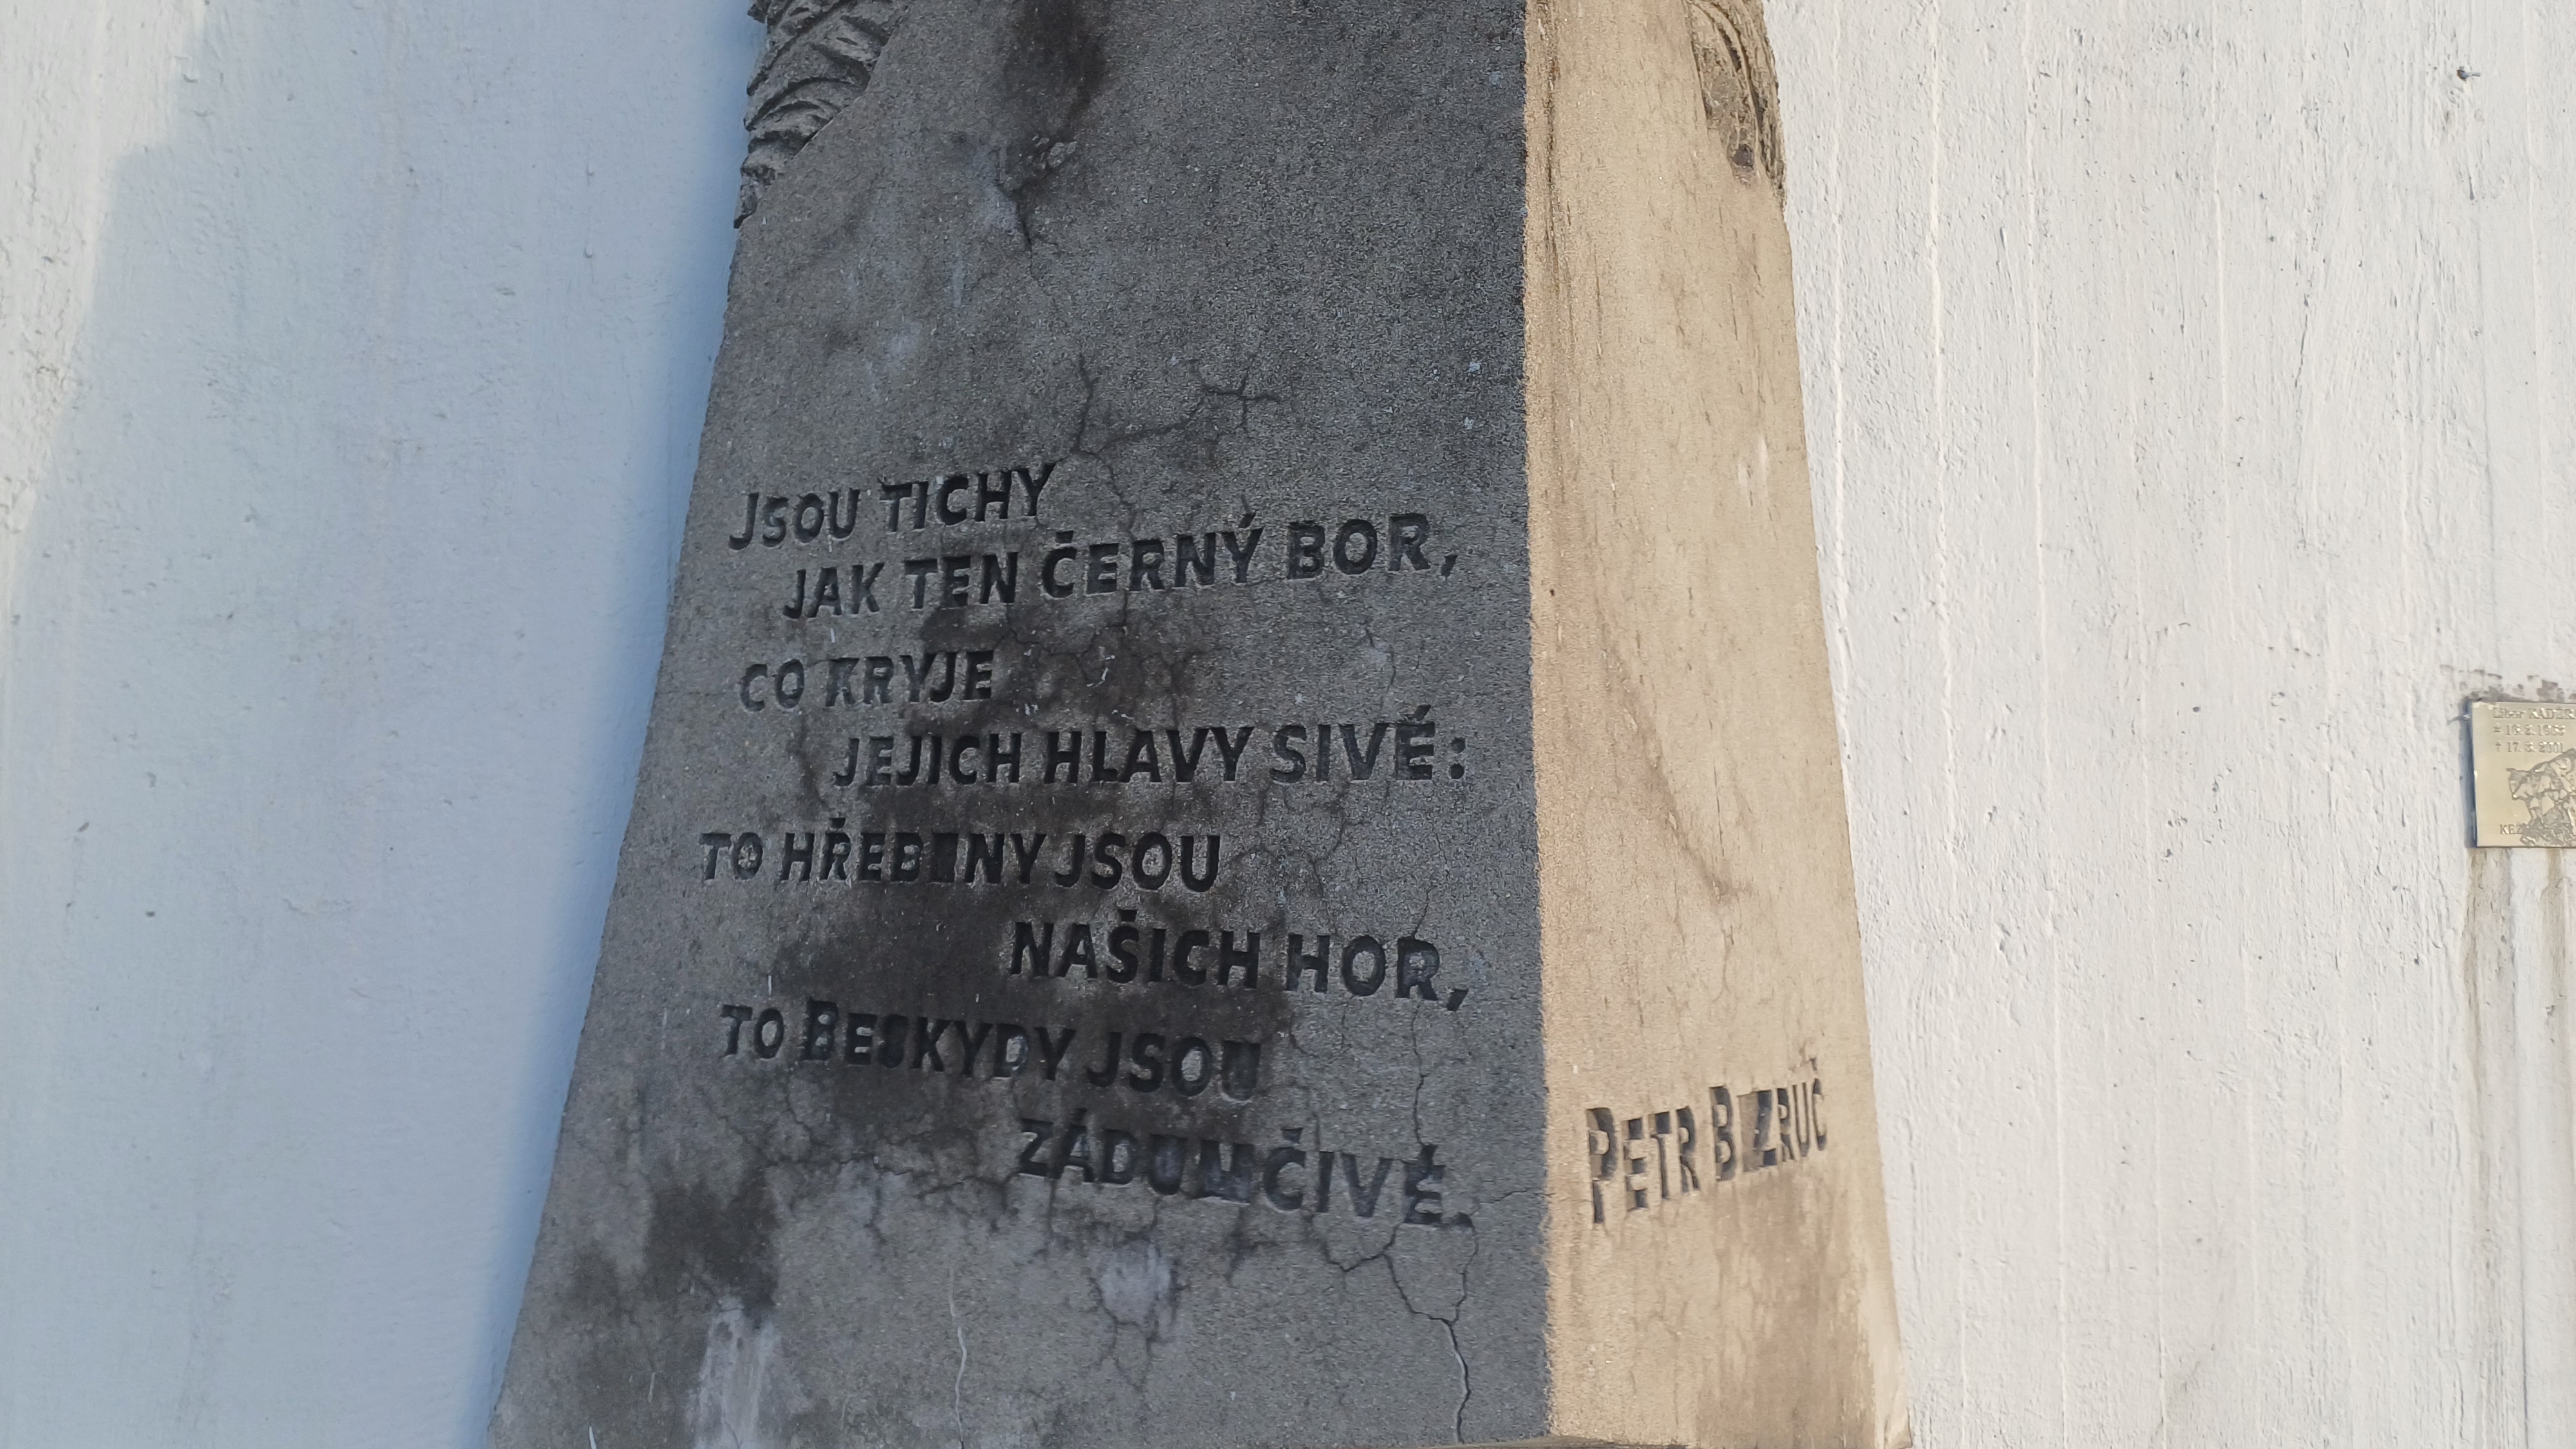 JSOU TICHY
JAK TEN ČERNÝ BOR,
CO KRYJE
JEJICH HLAVY SIVÉ:
TO HŘEBENY JSOU
NAŠICH HOR,
TO BESKYDY JSOU
ZÁDUMČIVÉ.
PETR BEZRUČ